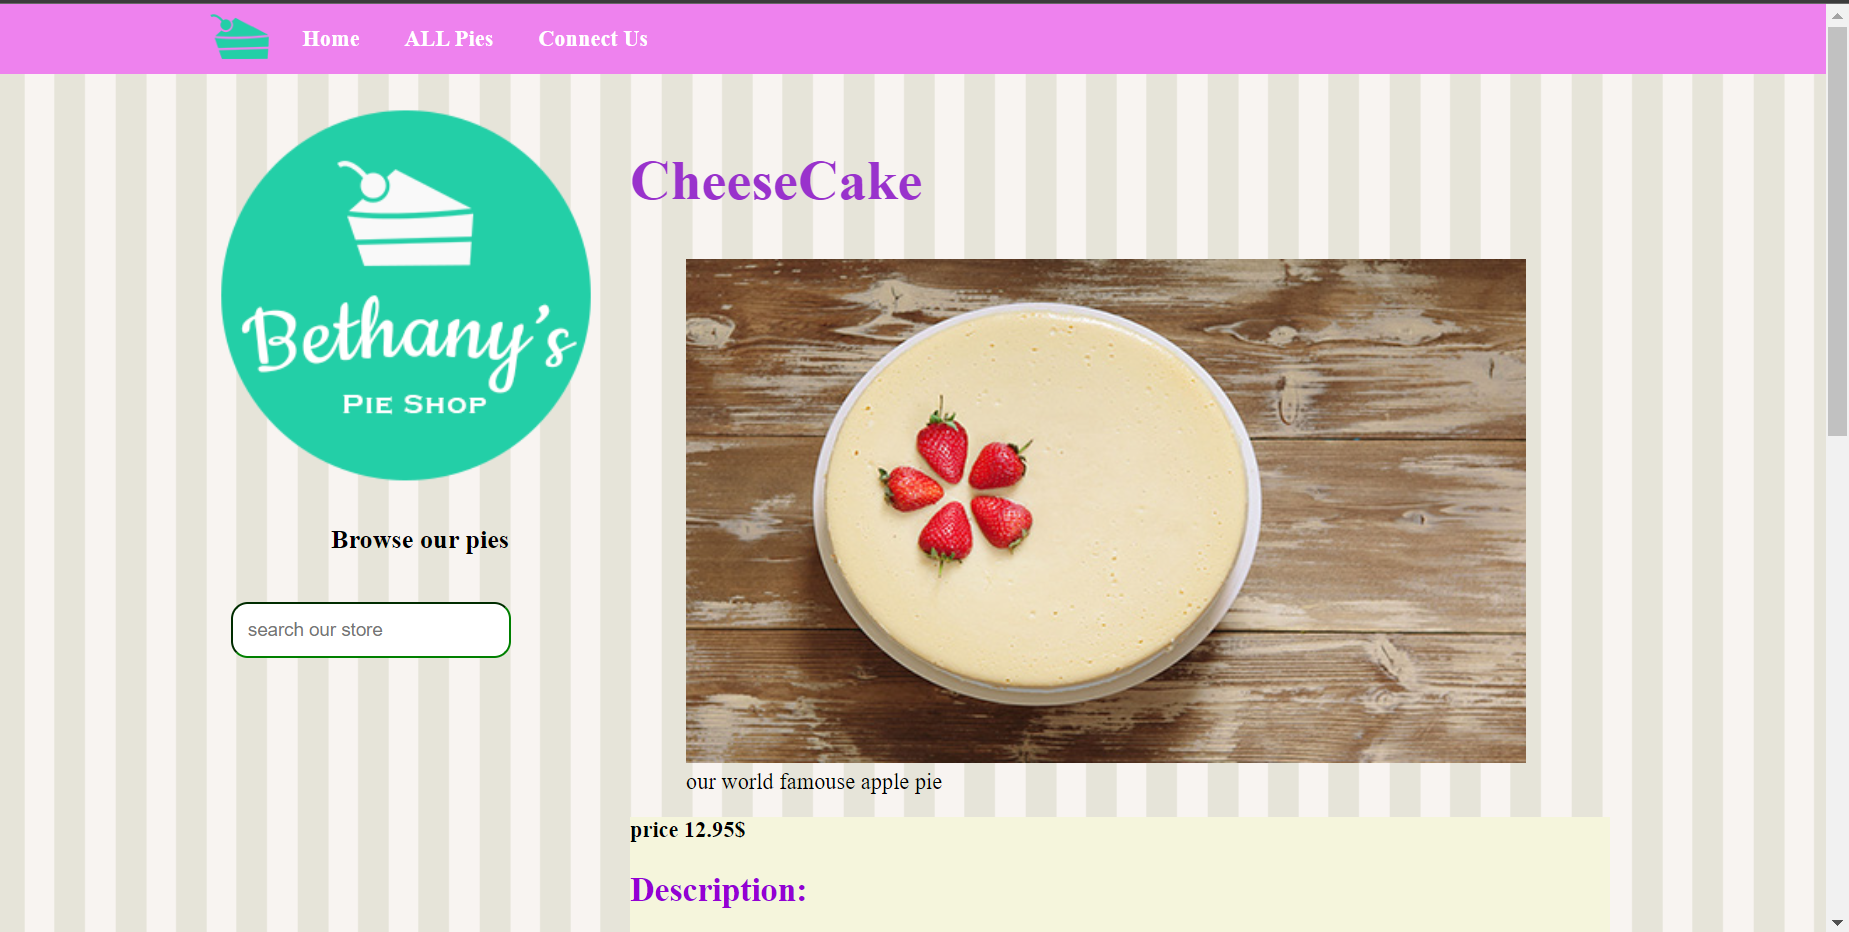 Home
ALL Pies
Connect Us
Bethany's
PIE SHOP
Browse our pies
search our store
CheeseCake
our world famouse apple pie
price 12.95$
Description: